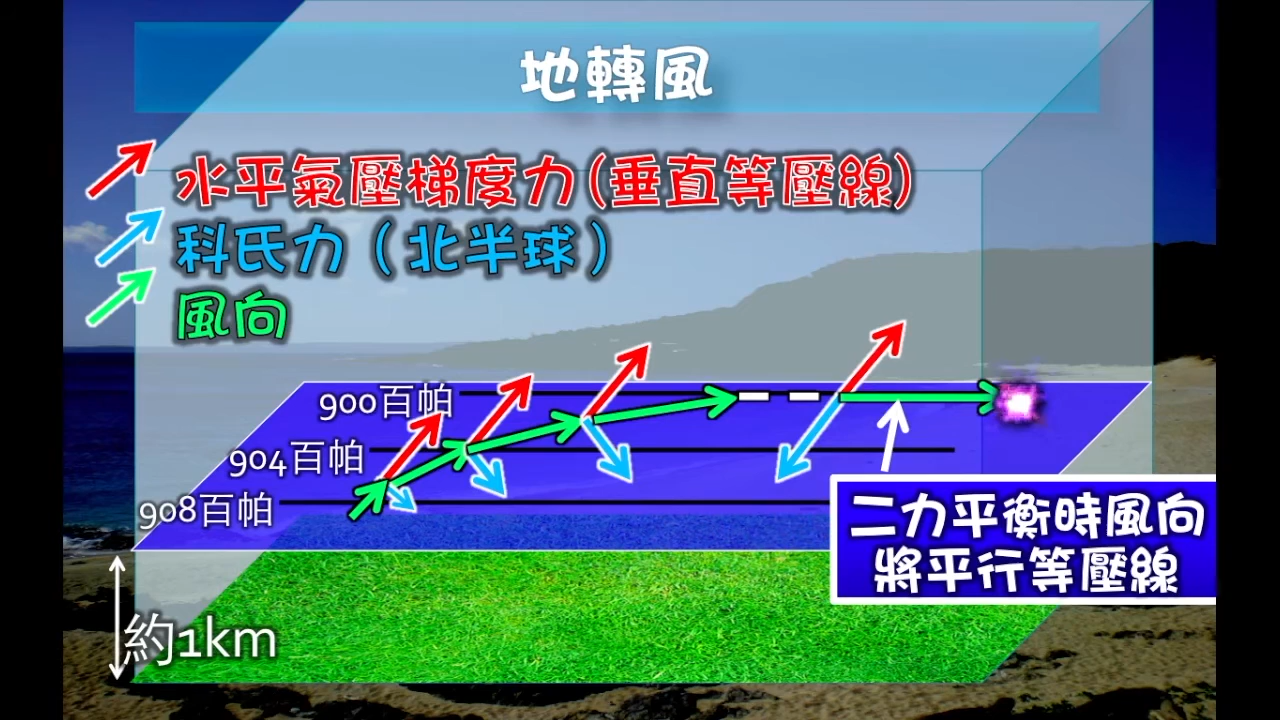 地轉風
水平氣壓梯度力(垂直等壓線)
科氏力(北半球)
風向
900百帕
904百帕
908百帕
二力平衡時風向
將平行等壓線
約1km